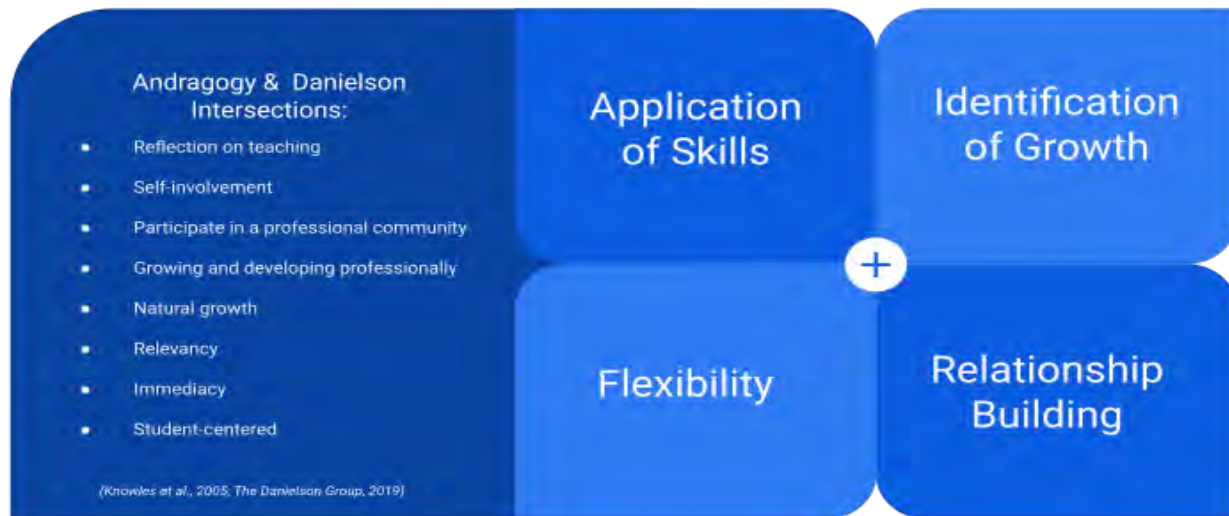 Andragogy & Danielson
Intersections:
Reflection on teaching
Self-involvement
Participate in a professional community
Growing and developing professionally
Natural growth
Relevancy
Immediacy
Student-centered
(Knowles et al., 2005, The Danielson Group, 2019)
Application
of Skills
Identification
of Growth
+
Flexibility
Relationship
Building